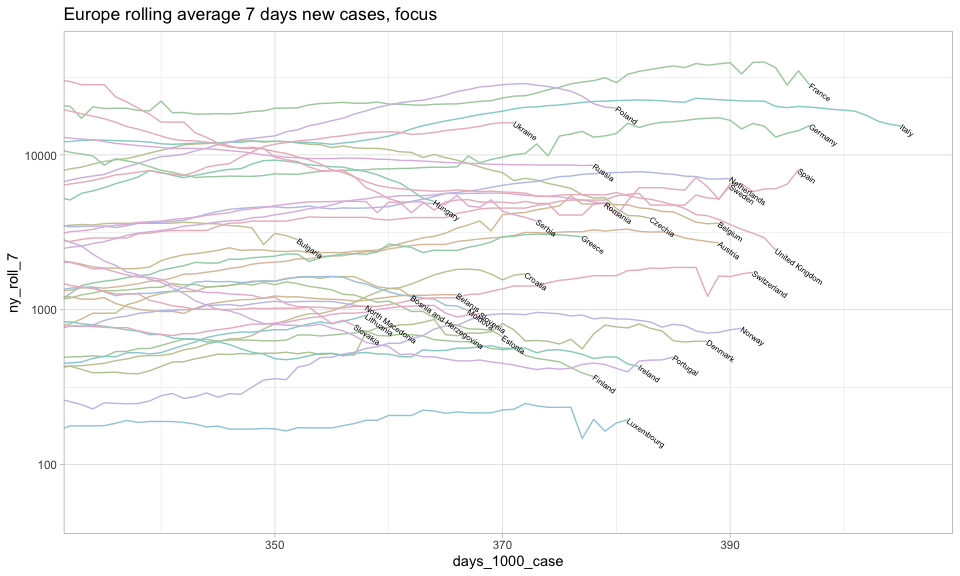 Europe rolling average 7 days new cases, focus
ny_roll_7
10000
1000
100
France
Poland
Italy
Ukraine
Germany
Russia
Spain
Netherlands
Sweden
Hungary
Romania
Serbia
Czechia
Belgium
Bulgaria
Greece
Austria
United Kingdom
Croatia
Switzerland
Belarus
Slovenia
Bosnia and Herzegovina
Moldova
North Macedonia
Lithuania
Slovakia
Estonia
Norway
Denmark
Portugal
Ireland
Finland
Luxembourg
350
370
390
days_1000_case